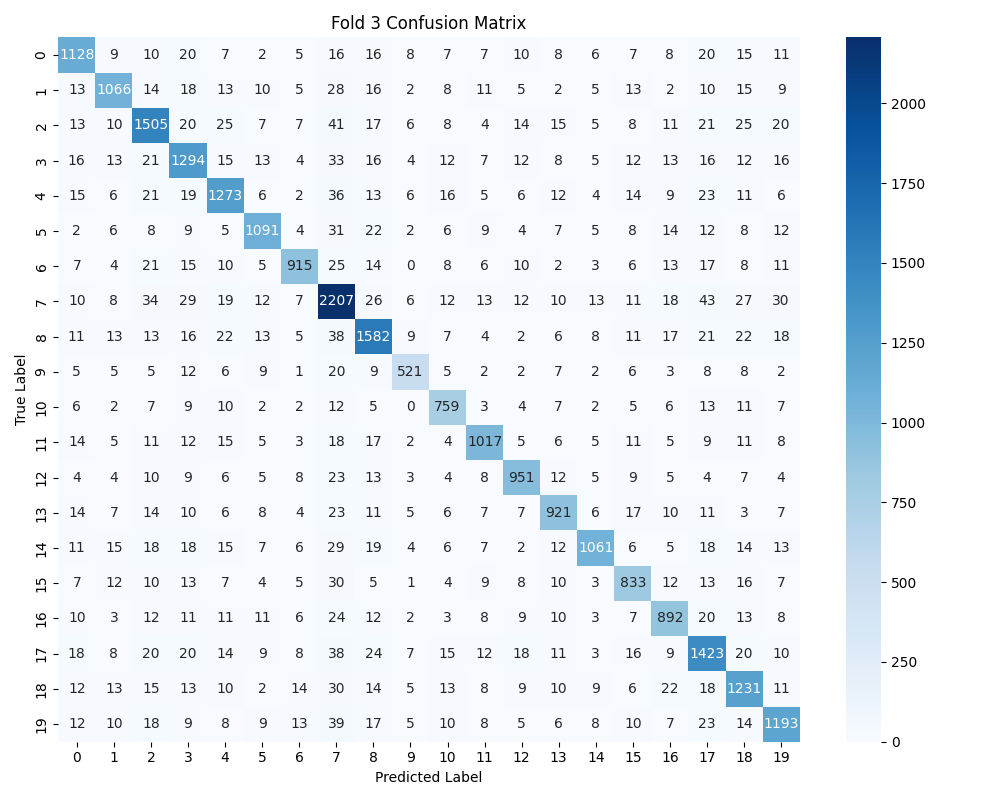 Fold 3 Confusion Matrix
0 1128 9 10 20 7 2 5 16 16 8 7 7 10 8 6 7 8 20 15 11
1 13 1066 14 18 13 10 5 28 16 2 8 11 5 2 5 13 2 10 15 9
2 13 10 1505 20 25 7 7 41 17 6 8 4 14 15 5 8 11 21 25 20
3 16 13 21 1294 15 13 4 33 16 4 12 7 12 8 5 12 13 16 12 16
4 15 6 21 19 1273 6 2 36 13 6 16 5 6 12 4 14 9 23 11 6
5 2 6 8 9 5 1091 4 31 22 2 6 9 4 7 5 8 14 12 8 12
6 7 4 21 15 10 5 915 25 14 0 8 6 10 2 3 6 13 17 8 11
7 10 8 34 29 19 12 7 2207 26 6 12 13 12 10 13 11 18 43 27 30
8 11 13 13 16 22 13 5 38 1582 9 7 4 2 6 8 11 17 21 22 18
9 5 5 5 12 6 9 1 20 9 521 5 2 2 7 2 6 3 8 8 2
10 6 2 7 9 10 2 2 12 5 0 759 3 4 7 2 5 6 13 11 7
11 14 5 11 12 15 5 3 18 17 2 4 1017 5 6 5 11 5 9 11 8
12 4 4 10 9 6 5 8 23 13 3 4 8 951 12 5 9 5 4 7 4
13 14 7 14 10 6 8 4 23 11 5 6 7 7 921 6 17 10 11 3 7
14 11 15 18 18 15 7 6 29 19 4 6 7 2 12 1061 6 5 18 14 13
15 7 12 10 13 7 4 5 30 5 1 4 9 8 10 3 833 12 13 16 7
16 10 3 12 11 11 11 6 24 12 2 3 8 9 10 3 7 892 20 13 8
17 18 8 20 20 14 9 8 38 24 7 15 12 18 11 3 16 9 1423 20 10
18 12 13 15 13 10 2 14 30 14 5 13 8 9 10 9 6 22 18 1231 11
19 12 10 18 9 8 9 13 39 17 5 10 8 5 6 8 10 7 23 14 1193
0 1 2 3 4 5 6 7 8 9 10 11 12 13 14 15 16 17 18 19
Predicted Label
True Label
2000
1750
1500
1250
1000
750
500
250
0